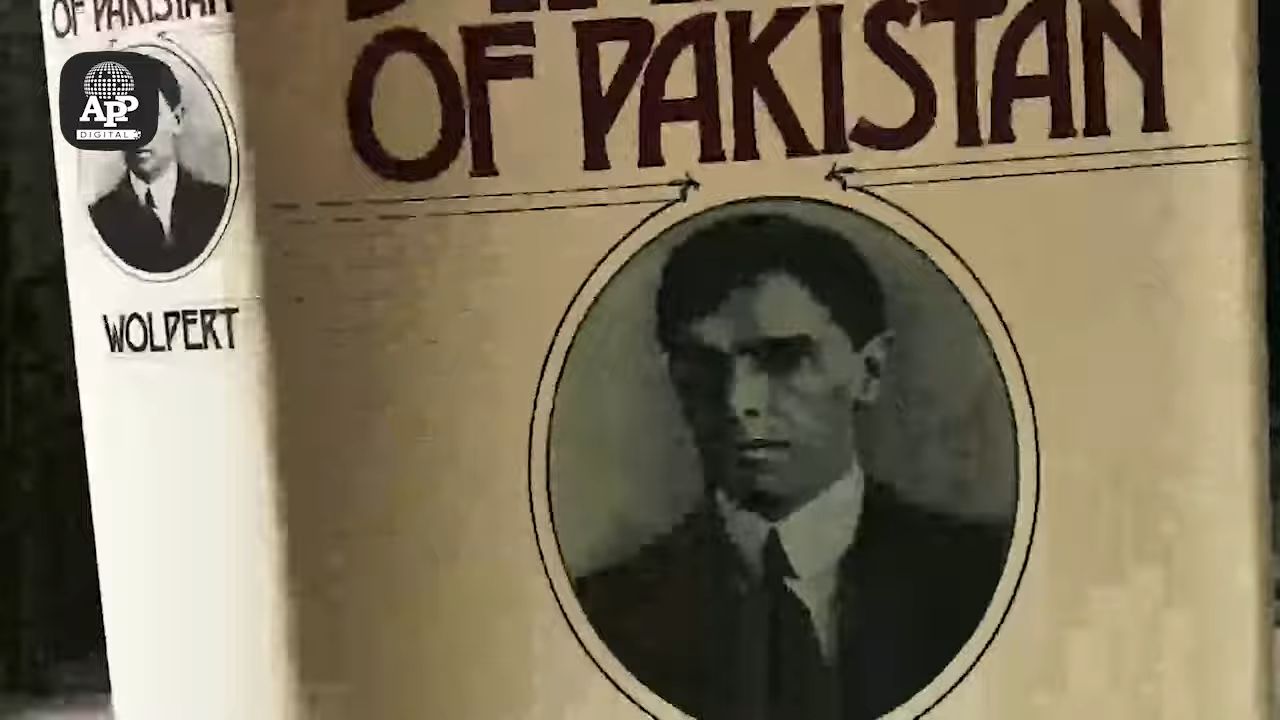 OF PAKISTAN
APP
DIGITAL
WOLPERT
OF PAKISTAN